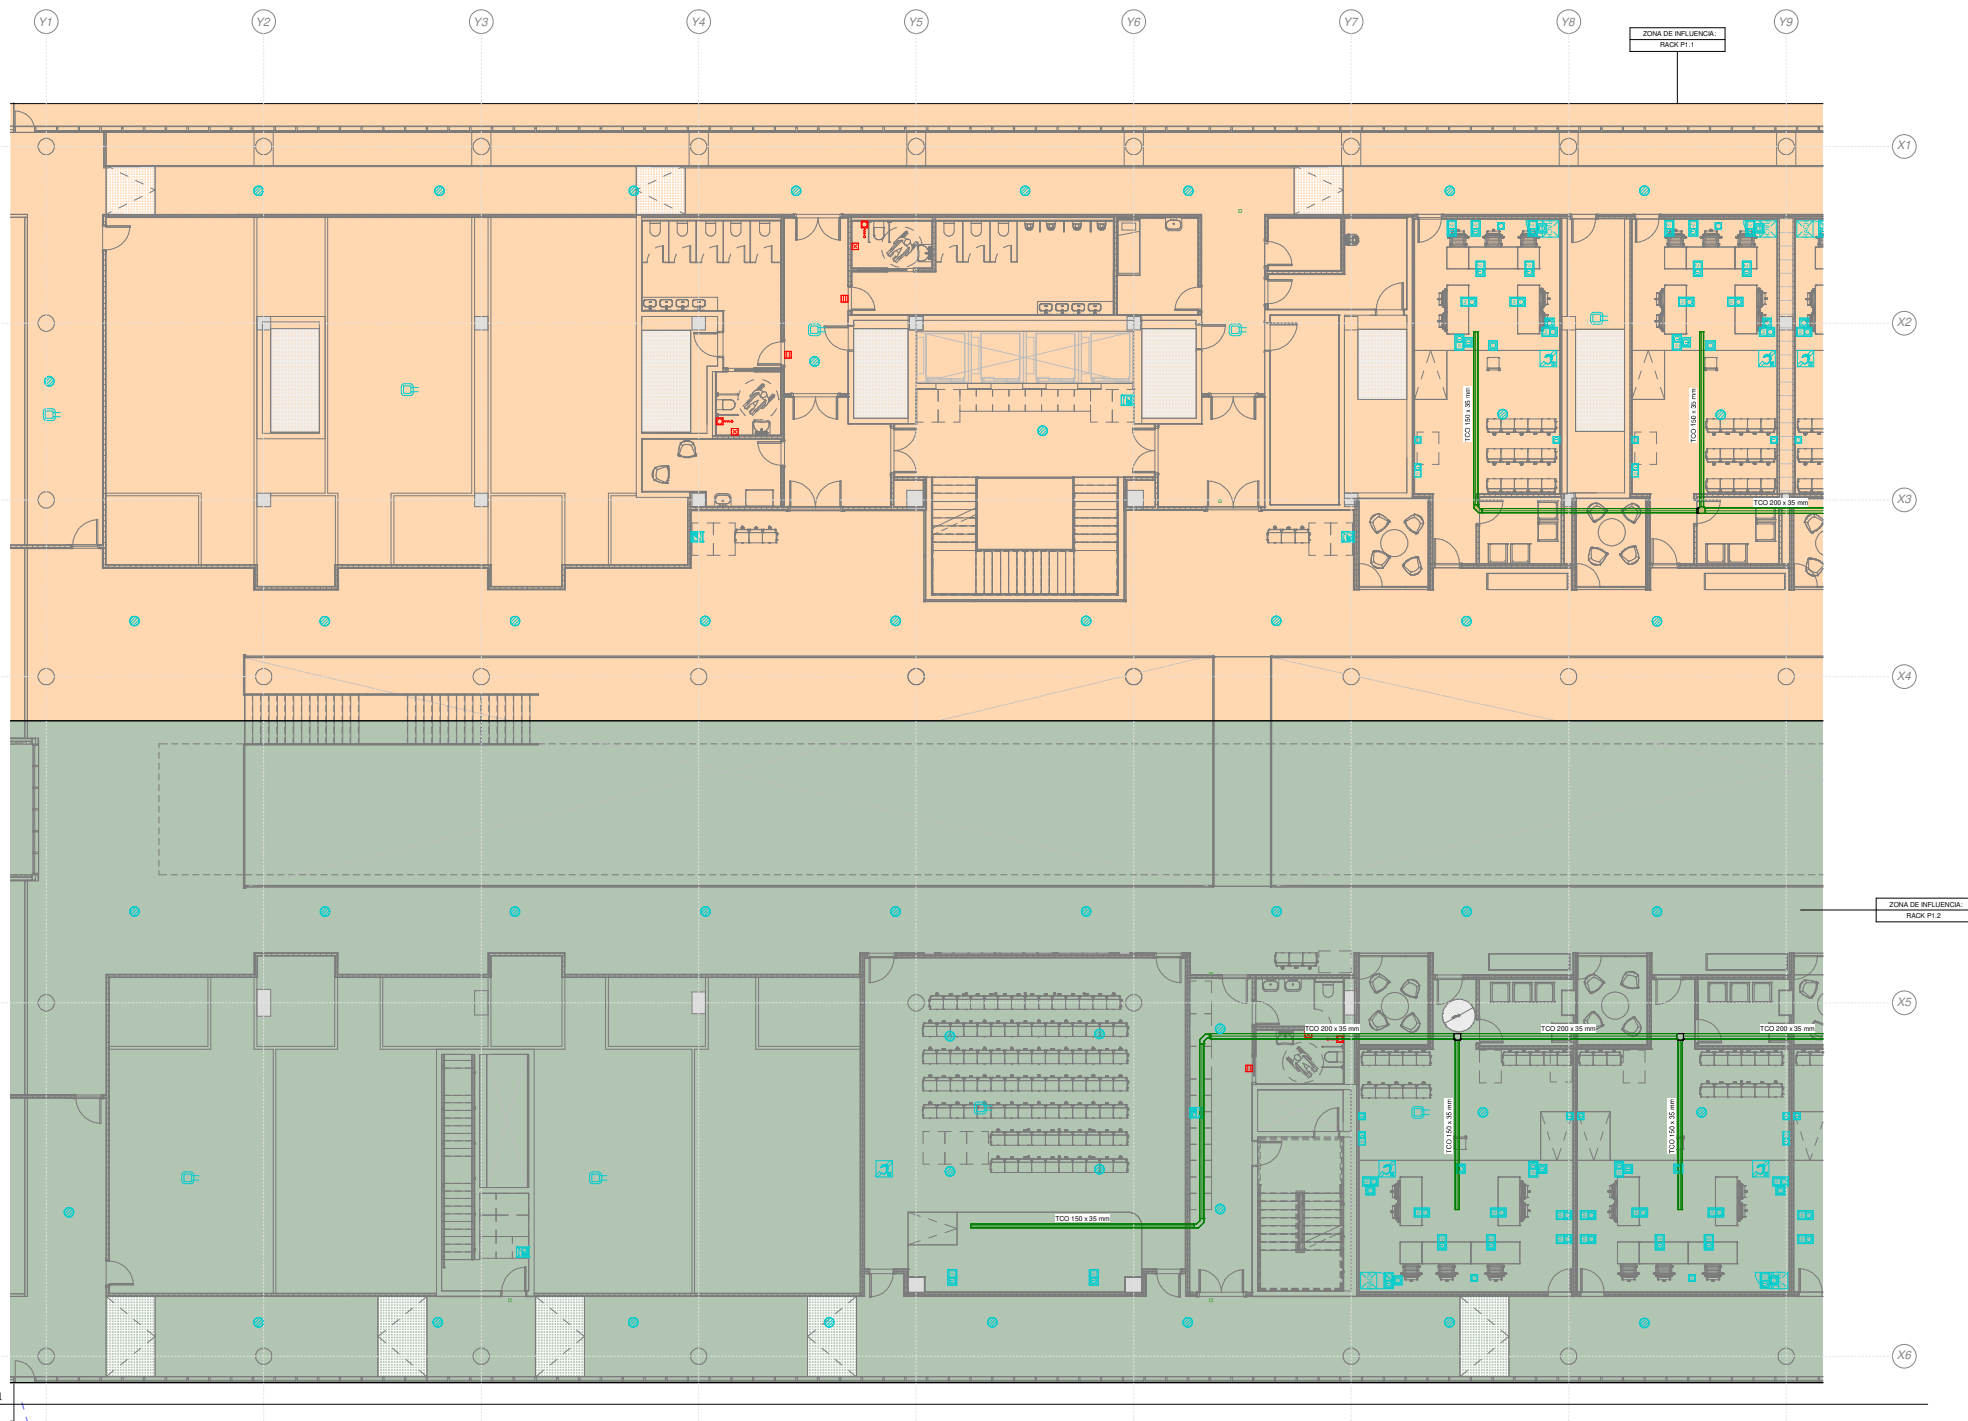 Y1 Y2 Y3 Y4 Y5 Y6 Y7 Y8 Y9
ZONA DE INFLUENCIA:
RACK P1.1
X1
X2
TCO 150 x 35 mm
TCO 150 x 35 mm
X3
TCO 200 x 35 mm
X4
ZONA DE INFLUENCIA:
RACK P1.2
X5
TCO 200 x 35 mm
TCO 200 x 35 mm
TCO 200 x 35 mm
TCO 150 x 35 mm
TCO 150 x 35 mm
TCO 150 x 35 mm
X6